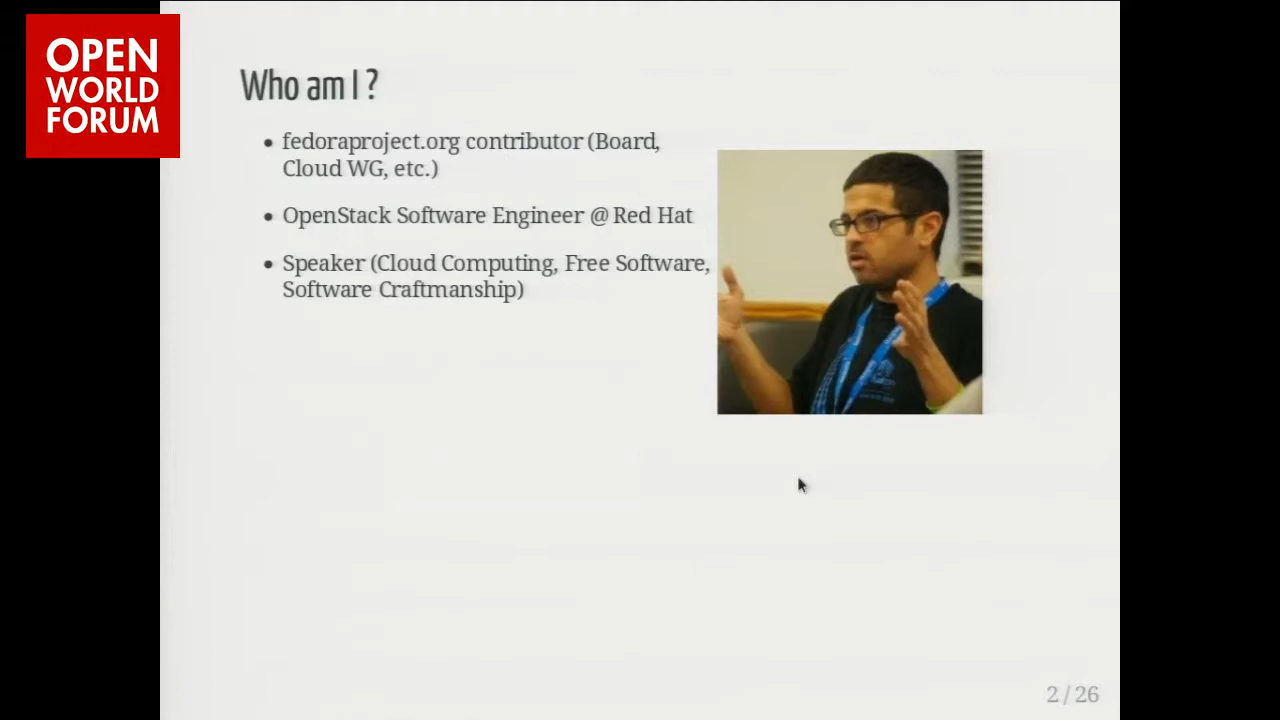 OPEN
WORLD
FORUM
Who am I ?
fedoraproject.org contributor (Board,
Cloud WG, etc.)
OpenStack Software Engineer @ Red Hat
Speaker (Cloud Computing, Free Software,
Software Craftmanship)
2 / 26